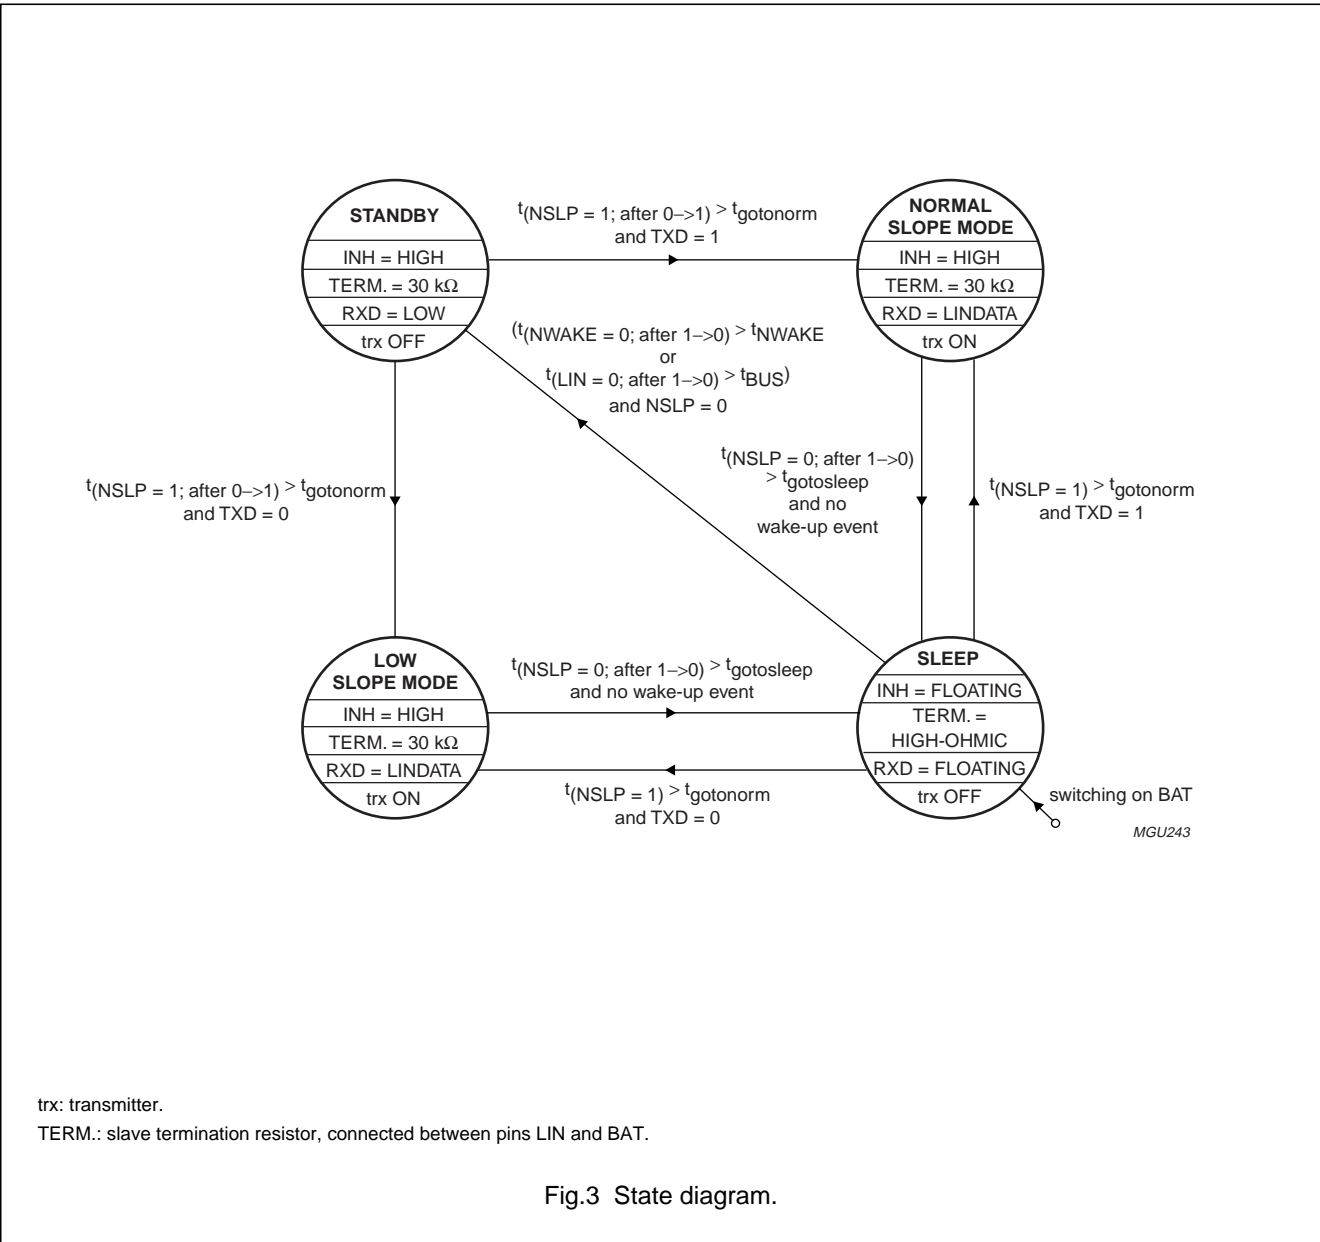 STANDBY
INH = HIGH
TERM. = 30 kΩ
RXD = LOW
trx OFF
t(NSLP = 1; after 0−>1) > tgotonorm
and TXD = 1
NORMAL
SLOPE MODE
INH = HIGH
TERM. = 30 kΩ
RXD = LINDATA
trx ON
(t(NWAKE = 0; after 1−>0) > tNWAKE
or
t(LIN = 0; after 1−>0) > tBUS)
and NSLP = 0
t(NSLP = 1; after 0−>1) > tgotonorm
and TXD = 0
t(NSLP = 0; after 1−>0)
> tgotosleep
and no
wake-up event
t(NSLP = 1) > tgotonorm
and TXD = 1
LOW
SLOPE MODE
INH = HIGH
TERM. = 30 kΩ
RXD = LINDATA
trx ON
t(NSLP = 0; after 1−>0) > tgotosleep
and no wake-up event
t(NSLP = 1) > tgotonorm
and TXD = 0
SLEEP
INH = FLOATING
TERM. =
HIGH-OHMIC
RXD = FLOATING
trx OFF
switching on BAT
MGU243
trx: transmitter.
TERM.: slave termination resistor, connected between pins LIN and BAT.
Fig.3 State diagram.